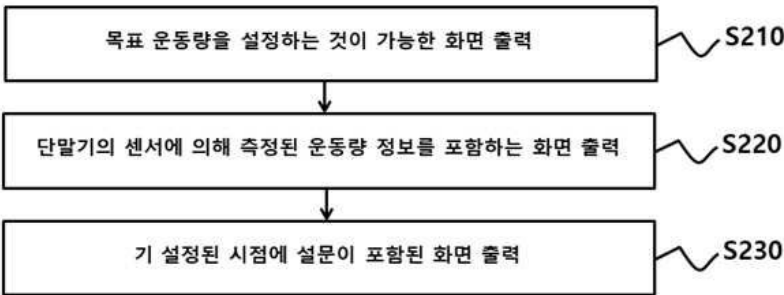 목표 운동량을 설정하는 것이 가능한 화면 출력
S210
단말기의 센서에 의해 측정된 운동량 정보를 포함하는 화면 출력
S220
기 설정된 시점에 설문이 포함된 화면 출력
S230